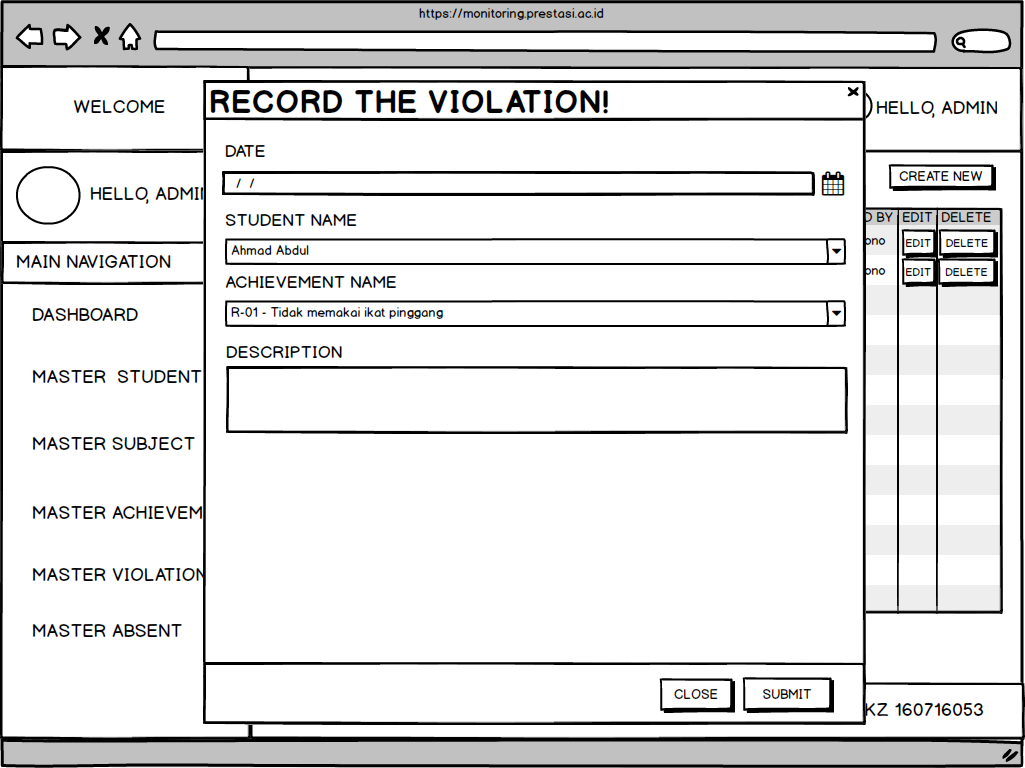 https://monitoring.prestasi.ac.id
WELCOME
HELLO, ADMIN
RECORD THE VIOLATION!
DATE
/ /
STUDENT NAME
Ahmad Abdul
ACHIEVEMENT NAME
R-01 - Tidak memakai ikat pinggang
DESCRIPTION
CLOSE
SUBMIT
HELLO, ADMIN
MAIN NAVIGATION
DASHBOARD
MASTER STUDENT
MASTER SUBJECT
MASTER ACHIEVEM
MASTER VIOLATION
MASTER ABSENT
CREATE NEW
BY EDIT DELETE
ono EDIT DELETE
ono EDIT DELETE
KZ 160716053